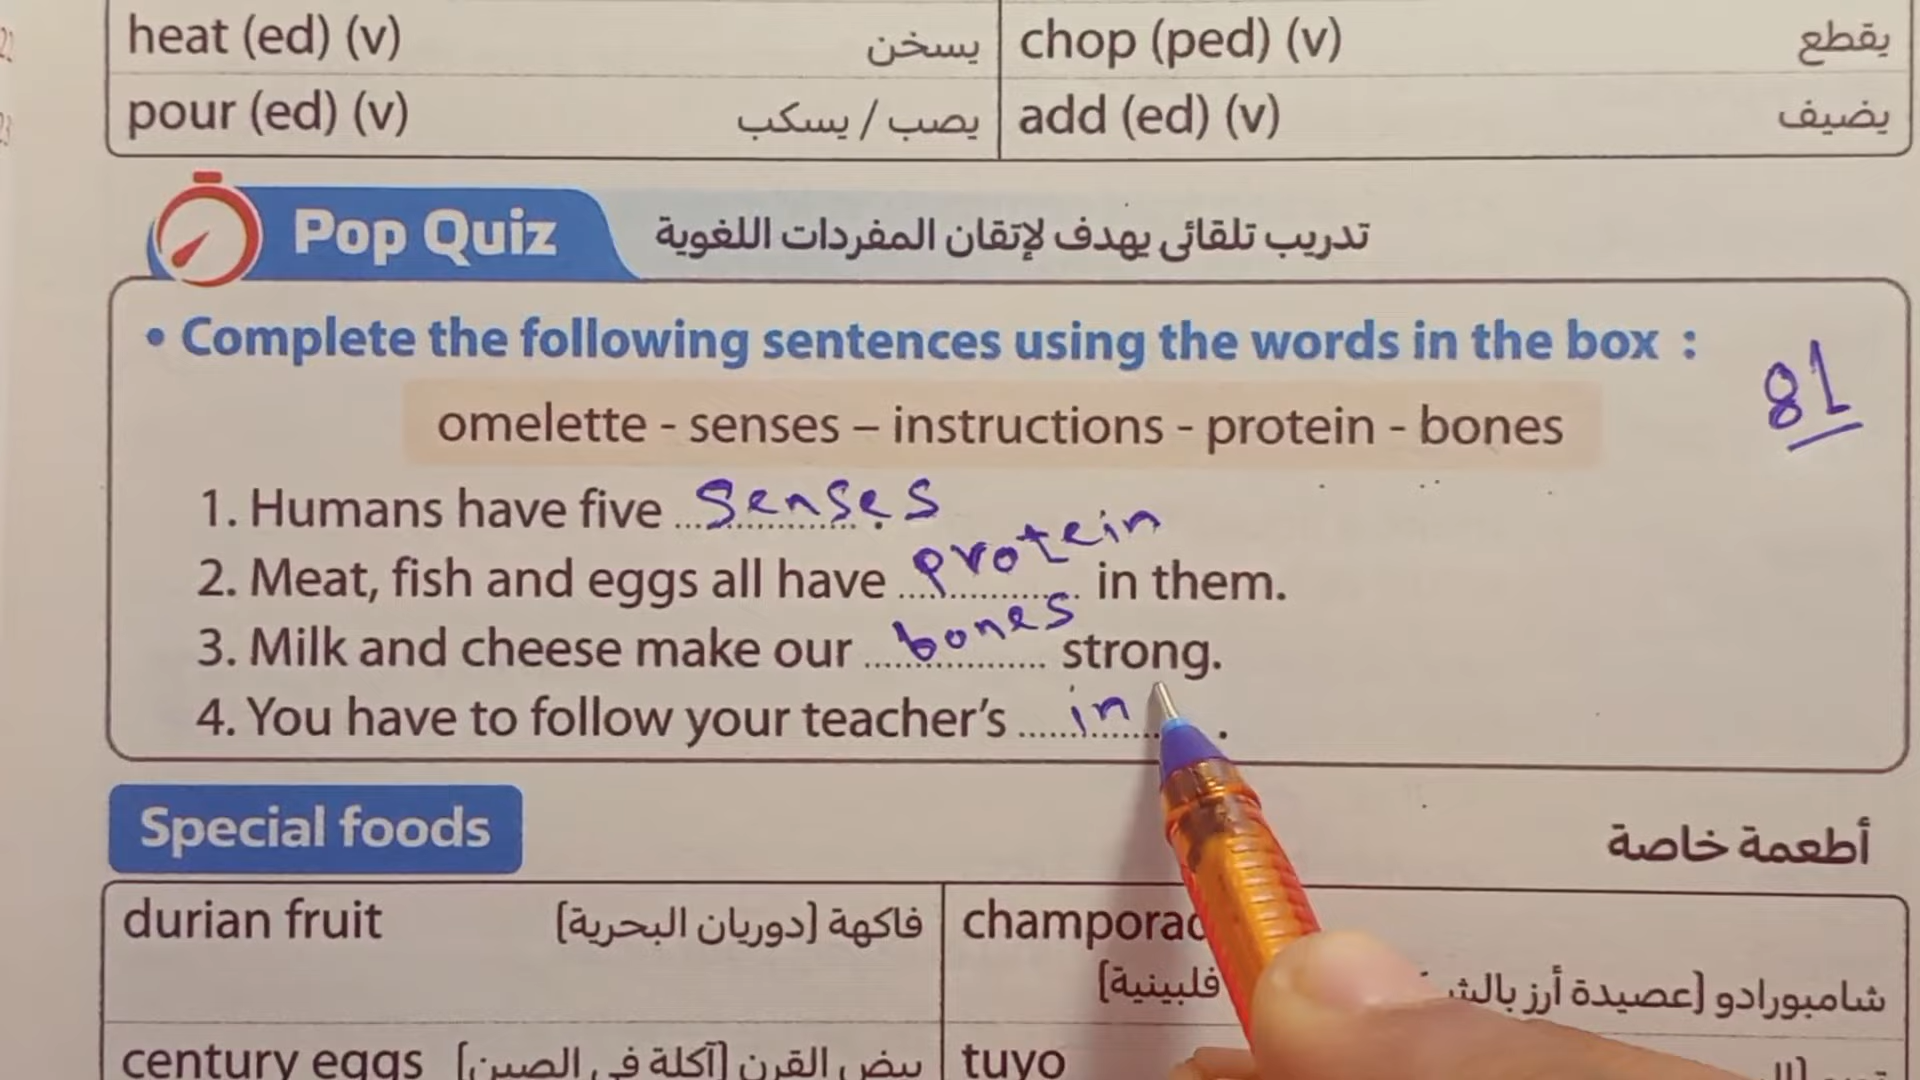 heat (ed) (v) يسخن chop (ped) (v) يقطع
pour (ed) (v) يصب / يسكب add (ed) (v) يضيف
Pop Quiz تدريب تلقائى يهدف لإتقان المفردات اللغوية
• Complete the following sentences using the words in the box :
81
omelette - senses – instructions - protein - bones
1. Humans have five senses.
2. Meat, fish and eggs all have protein in them.
3. Milk and cheese make our bones strong.
4. You have to follow your teacher's in .
Special foods أطعمة خاصة
durian fruit فاكهة [دوريان البحرية]
شامبورادو [عصيدة أرز
فلبينية]
century eggs بيض القرن [آكلة فى الصين] tuyo